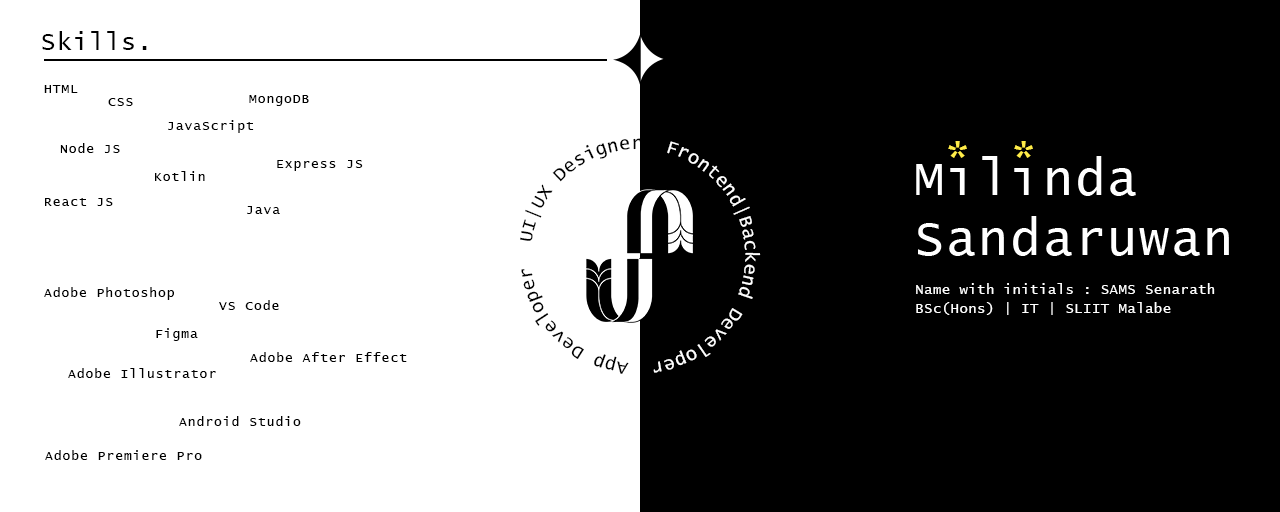 Skills.
HTML
CSS
MongoDB
JavaScript
Node JS
Express JS
Kotlin
React JS
Java
Adobe Photoshop
VS Code
Figma
Adobe After Effect
Adobe Illustrator
Android Studio
Adobe Premiere Pro
UI|UX Designer
Frontend|Backend Developer
App Developer
Milinda
Sandaruwan
Name with initials : SAMS Senarath
BSc(Hons) | IT | SLIIT Malabe